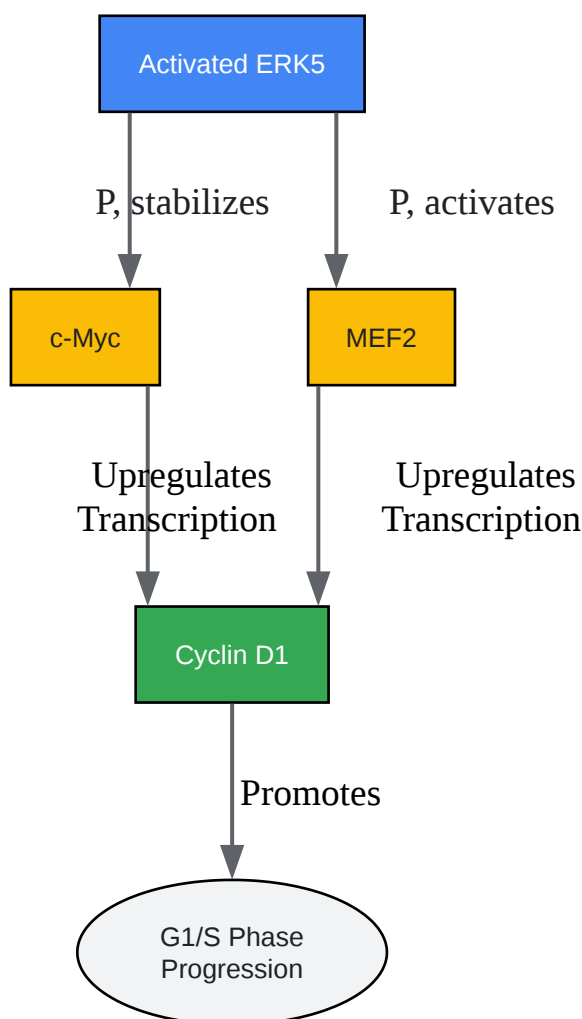 Activated ERK5
P, stabilizes
P, activates
c-Myc
MEF2
Upregulates
Transcription
Upregulates
Transcription
Cyclin D1
Promotes
G1/S Phase
Progression